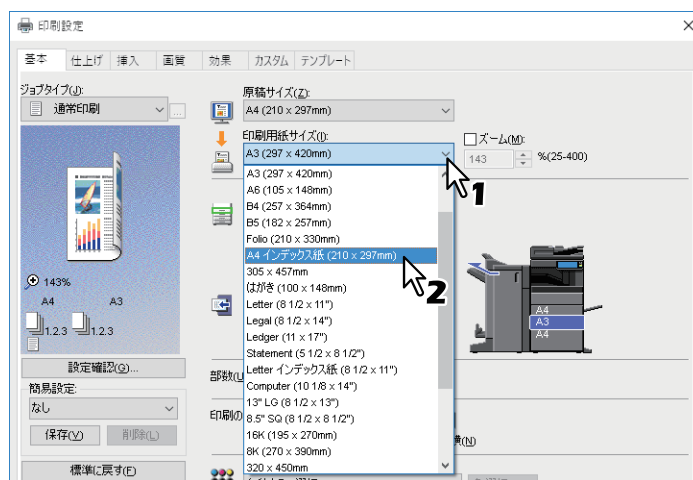 印刷設定
基本 仕上げ 挿入 画質 効果 カスタム テンプレート
ジョブタイプ(J):
通常印刷
...
143%
A4 A3
1.2.3 1.2.3
設定確認(Q)...
簡易設定:
なし
保存(V) 削除(L)
標準に戻す(F)
原稿サイズ(Z):
A4 (210 x 297mm)
印刷用紙サイズ(I):
A3 (297 x 420mm)
ズーム(M):
143 %(25-400)
1
A3 (297 x 420mm)
A6 (105 x 148mm)
B4 (257 x 364mm)
B5 (182 x 257mm)
Folio (210 x 330mm)
A4 インデックス紙 (210 x 297mm)
2
305 x 457mm
はがき (100 x 148mm)
Letter (8 1/2 x 11")
Legal (8 1/2 x 14")
Ledger (11 x 17")
Statement (5 1/2 x 8 1/2")
Letter インデックス紙 (8 1/2 x 11")
Computer (10 1/8 x 14")
13" LG (8 1/2 x 13")
8.5" SQ (8 1/2 x 8 1/2")
16K (195 x 270mm)
8K (270 x 390mm)
320 x 450mm
A4
A3
A4
部数(U
印刷の
(N)